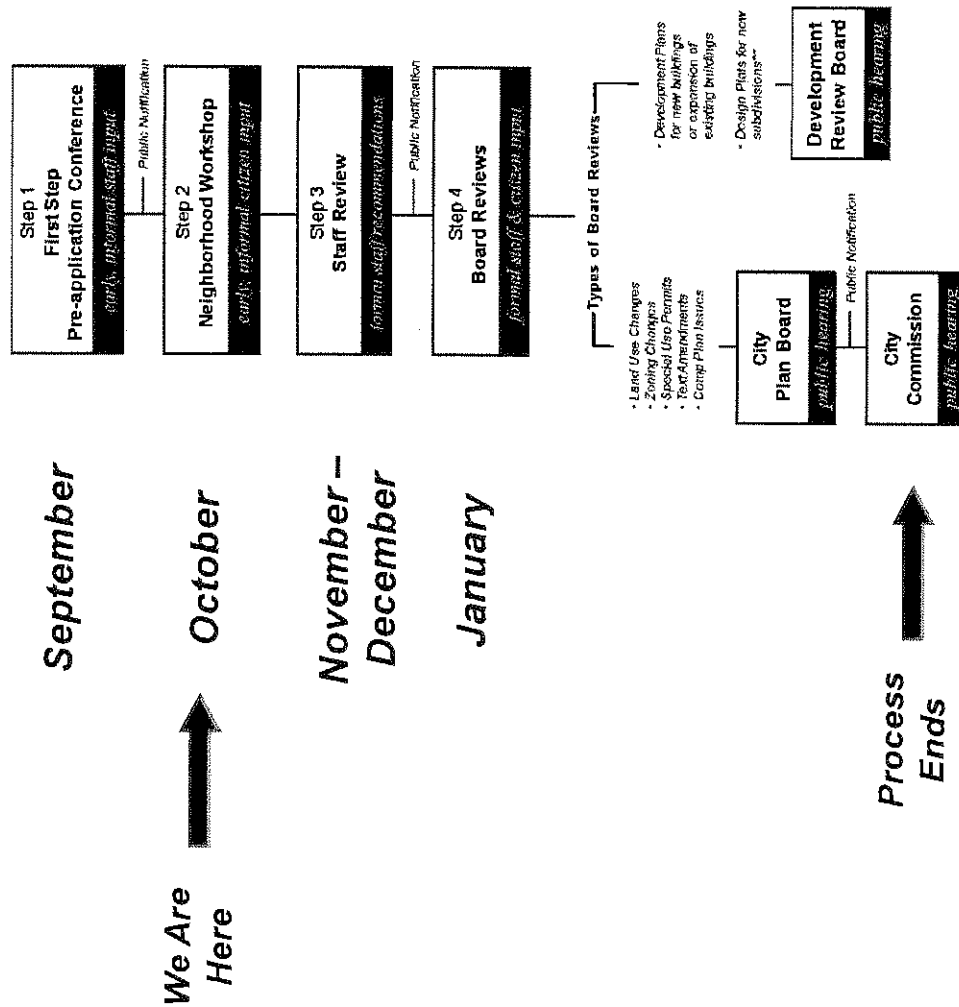 September
Step 1
First Step
Pre-application Conference
early, informal staff input
Public Notification
We Are
Here
October
Step 2
Neighborhood Workshop
early, informal citizen input
November –
December
Step 3
Staff Review
formal staff recommendations
Public Notification
January
Step 4
Board Reviews
formal staff & citizen input
Types of Board Reviews
• Land Use Changes
• Zoning Changes
• Special Use Permits
• Text Amendments
• Comp Plan Issues
City
Plan Board
public hearing
Public Notification
Process
Ends
City
Commission
public hearing
• Development Plans
for new buildings
or expansion of
existing buildings
• Design Plats for new
subdivisions**
Development
Review Board
public hearing